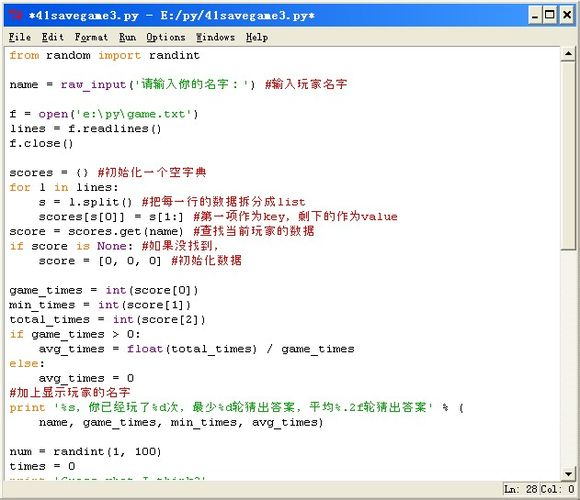 *41savegame3.py - E:/py/41savegame3.py*
File Edit Format Run Options Windows Help
from random import randint
name = raw_input('请输入你的名字：') #输入玩家名字
f = open('e:\py\game.txt')
lines = f.readlines()
f.close()
scores = {} #初始化一个空字典
for l in lines:
    s = l.split() #把每一行的数据拆分成list
    scores[s[0]] = s[1:] #第一项作为key，剩下的作为value
score = scores.get(name) #查找当前玩家的数据
if score is None: #如果没找到，
    score = [0, 0, 0] #初始化数据
game_times = int(score[0])
min_times = int(score[1])
total_times = int(score[2])
if game_times > 0:
    avg_times = float(total_times) / game_times
else:
    avg_times = 0
#加上显示玩家的名字
print '%s，你已经玩了%d次，最少%d轮猜出答案，平均%.2f轮猜出答案' % (
    name, game_times, min_times, avg_times)
num = randint(1, 100)
times = 0
print 'Guess what I think?'
Ln: 28 Col: 0